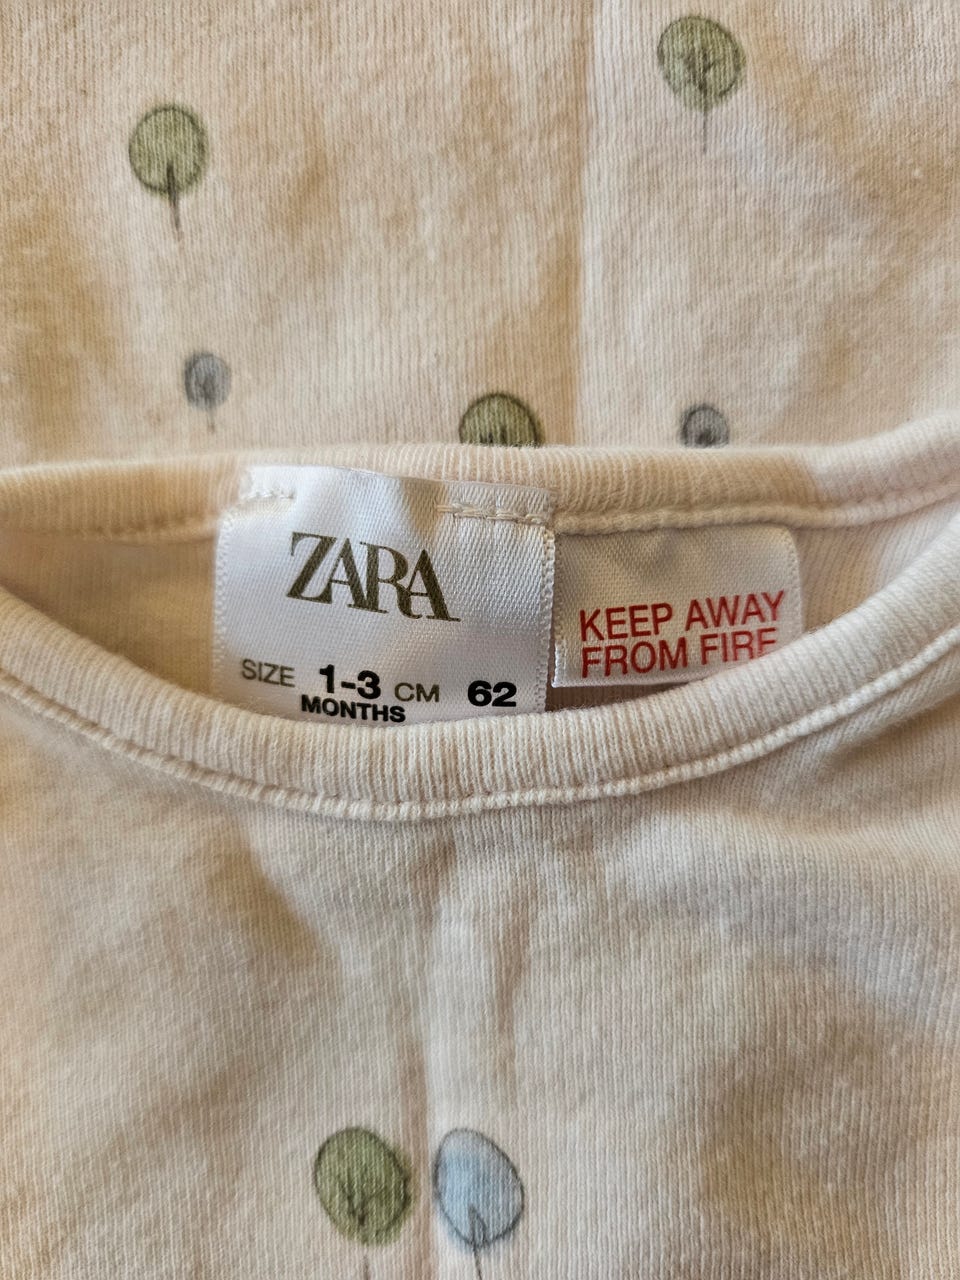 ZARA
SIZE 1-3 CM 62
MONTHS
KEEP AWAY
FROM FIRE